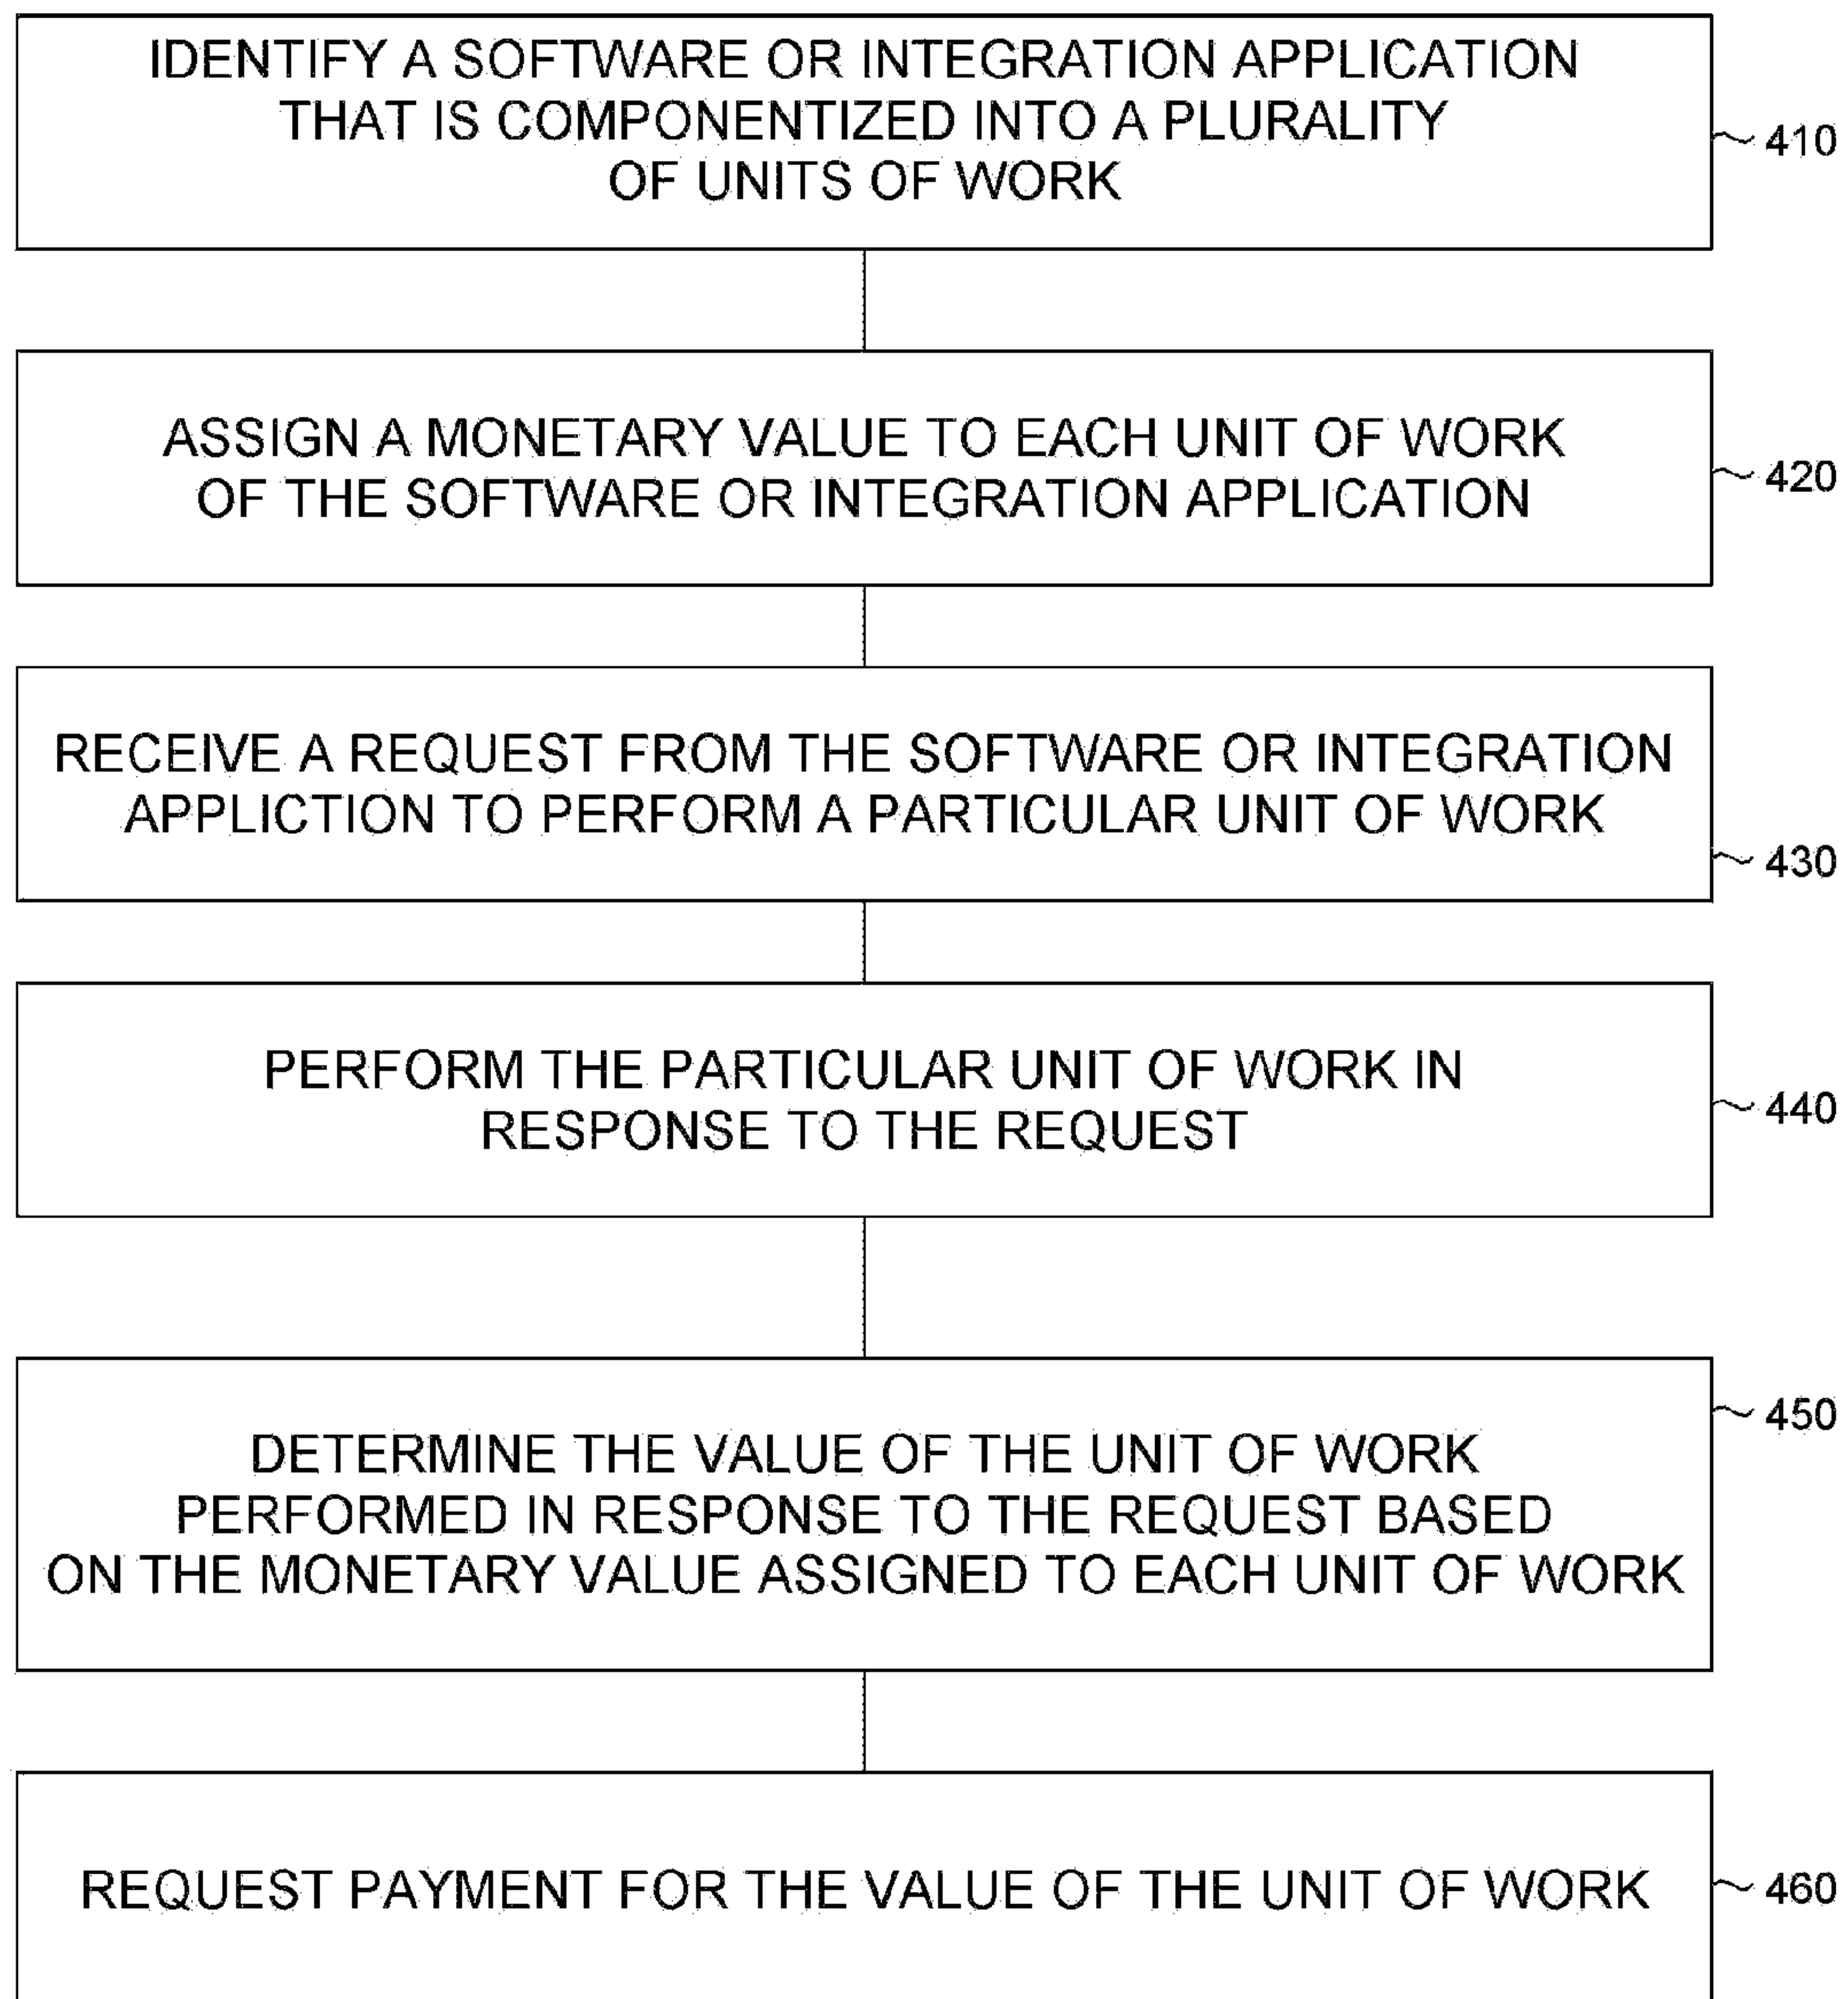 IDENTIFY A SOFTWARE OR INTEGRATION APPLICATION
THAT IS COMPONENTIZED INTO A PLURALITY
OF UNITS OF WORK
410
ASSIGN A MONETARY VALUE TO EACH UNIT OF WORK
OF THE SOFTWARE OR INTEGRATION APPLICATION
420
RECEIVE A REQUEST FROM THE SOFTWARE OR INTEGRATION
APPLICTION TO PERFORM A PARTICULAR UNIT OF WORK
430
PERFORM THE PARTICULAR UNIT OF WORK IN
RESPONSE TO THE REQUEST
440
450
DETERMINE THE VALUE OF THE UNIT OF WORK
PERFORMED IN RESPONSE TO THE REQUEST BASED
ON THE MONETARY VALUE ASSIGNED TO EACH UNIT OF WORK
REQUEST PAYMENT FOR THE VALUE OF THE UNIT OF WORK
460